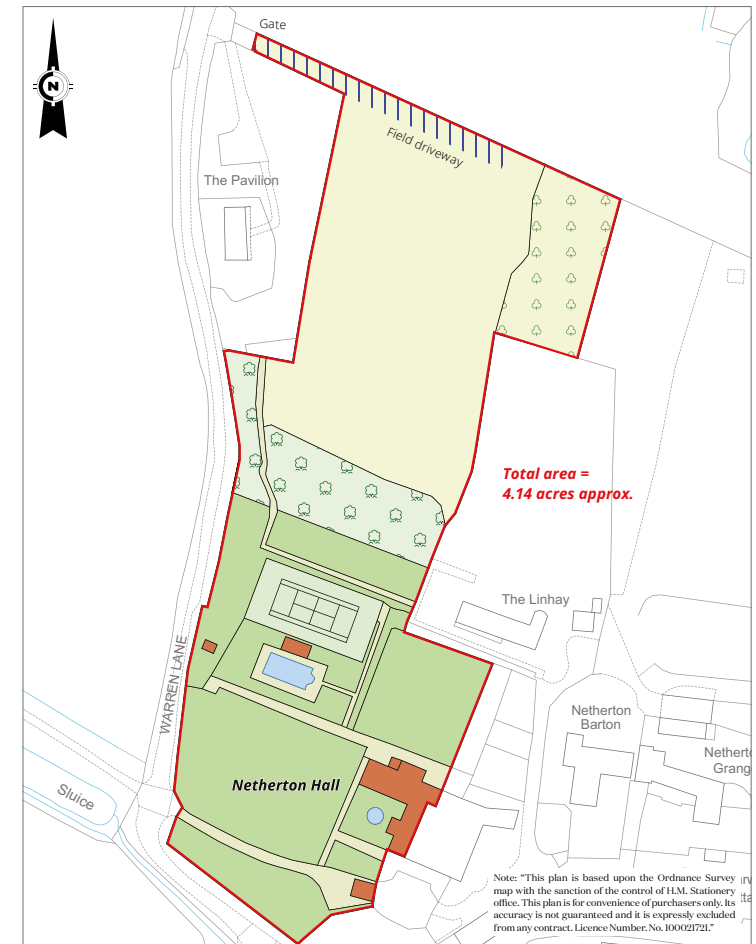 Gate
N
Field driveway
The Pavilion
Total area =
4.14 acres approx.
The Linhay
WARREN LANE
Netherton
Barton
Netherto
Grang
Netherton Hall
Sluice
Note: “This plan is based upon the Ordnance Survey
map with the sanction of the control of H.M. Stationery
office. This plan is for convenience of purchasers only. Its
accuracy is not guaranteed and it is expressly excluded
from any contract. Licence Number. No. 100021721.”